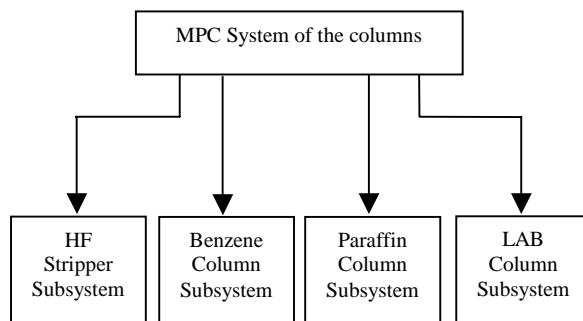 MPC System of the columns
HF
Stripper
Subsystem
Benzene
Column
Subsystem
Paraffin
Column
Subsystem
LAB
Column
Subsystem